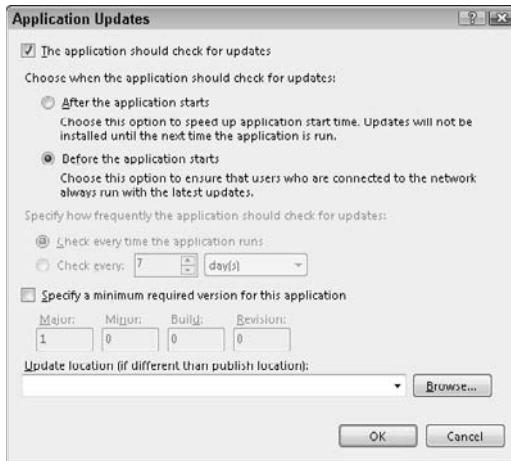 Application Updates
The application should check for updates
Choose when the application should check for updates:
After the application starts
Choose this option to speed up application start time. Updates will not be
installed until the next time the application is run.
Before the application starts
Choose this option to ensure that users who are connected to the network
always run with the latest updates.
Specify how frequently the application should check for updates:
Check every time the application runs
Check every: 7 day(s)
Specify a minimum required version for this application
Major: Minor: Build: Revision:
1 0 0 0
Update location (if different than publish location):
Browse...
OK Cancel